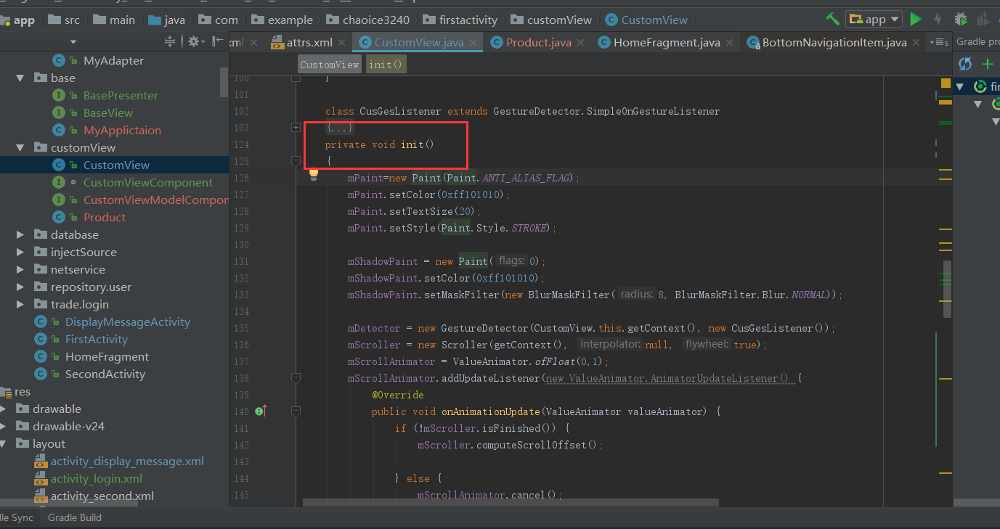 app src main java com example chaoice3240 firstactivity customView CustomView app
xml attrs.xml CustomView.java Product.java HomeFragment.java BottomNavigationItem.java Gradle
CustomView init()
MyAdapter
base
BasePresenter
BaseView
MyApplictaion
customView
CustomView
CustomViewComponent
CustomViewModelCompon
Product
database
injectSource
netservice
repository.user
trade.login
DisplayMessageActivity
FirstActivity
HomeFragment
SecondActivity
res
drawable
drawable-v24
layout
activity_display_message.xml
activity_login.xml
activity_second.xml
100 }
101
102 class CusGesListener extends GestureDetector.SimpleOnGestureListener
103 {...}
124 private void init()
125 {
126 mPaint=new Paint(Paint.ANTI_ALIAS_FLAG);
127 mPaint.setColor(0xff101010);
128 mPaint.setTextSize(20);
129 mPaint.setStyle(Paint.Style.STROKE);
130
131 mShadowPaint = new Paint( flags: 0);
132 mShadowPaint.setColor(0xff101010);
133 mShadowPaint.setMaskFilter(new BlurMaskFilter( radius: 8, BlurMaskFilter.Blur.NORMAL));
134
135 mDetector = new GestureDetector(CustomView.this.getContext(), new CusGesListener());
136 mScroller = new Scroller(getContext(), interpolator: null, flywheel: true);
137 mScrollAnimator = ValueAnimator.ofFloat(0,1);
138 mScrollAnimator.addUpdateListener(new ValueAnimator.AnimatorUpdateListener() {
139 @Override
140 public void onAnimationUpdate(ValueAnimator valueAnimator) {
141 if (!mScroller.isFinished()) {
142 mScroller.computeScrollOffset();
143
144 } else {
145 mScrollAnimator.cancel();
Sync Gradle Build